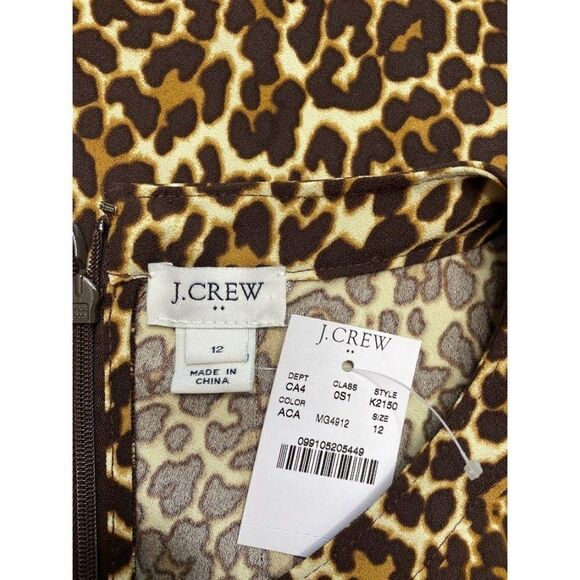 J.CREW
12
MADE IN
CHINA
J.CREW
DEPT CLASS STYLE
CA4 0S1 K2150
COLOR SIZE
ACA MG4912 12
099105205449